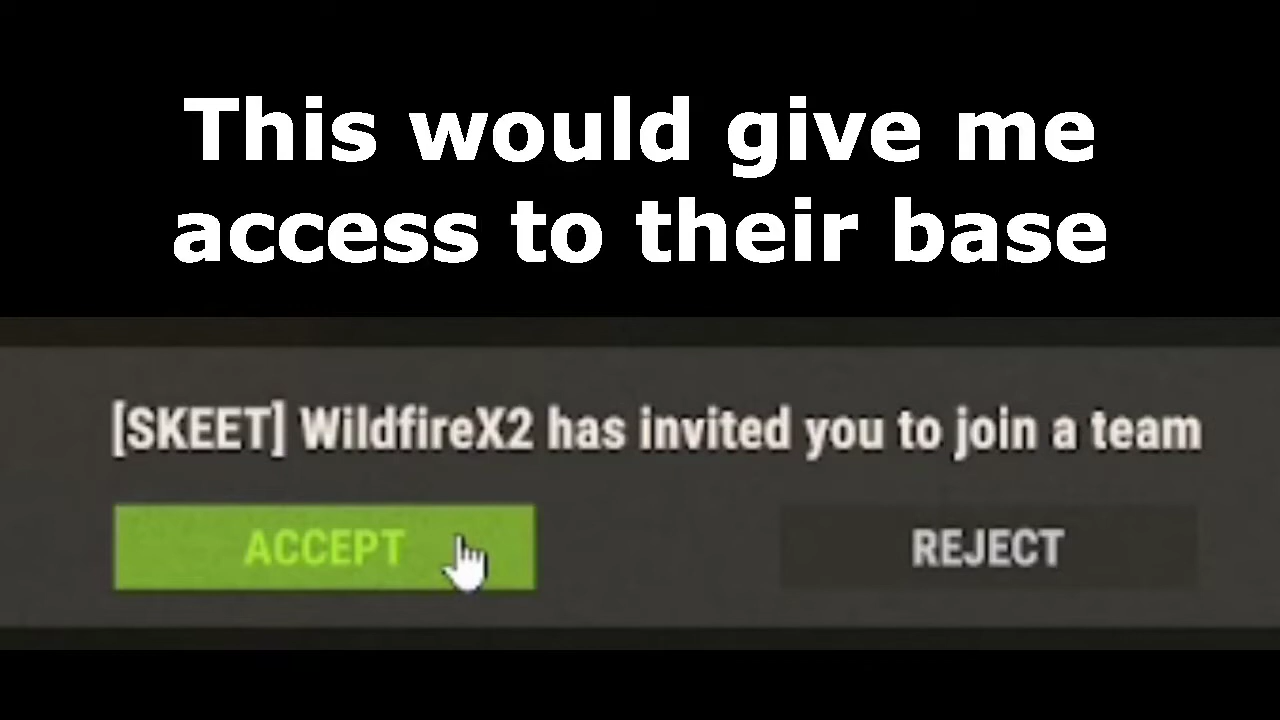 This would give me
access to their base
[SKEET] WildfireX2 has invited you to join a team
ACCEPT
REJECT